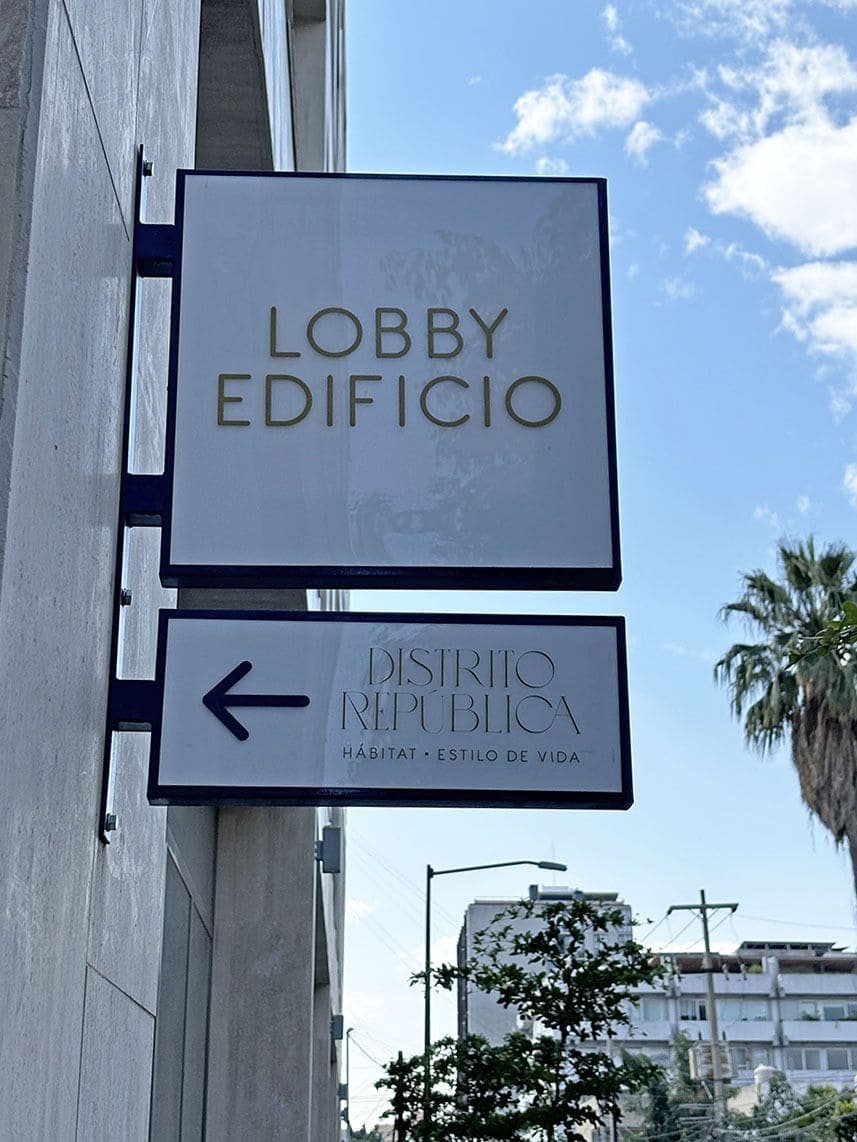 LOBBY
EDIFICIO
DISTRITO
REPÚBLICA
HÁBITAT • ESTILO DE VIDA